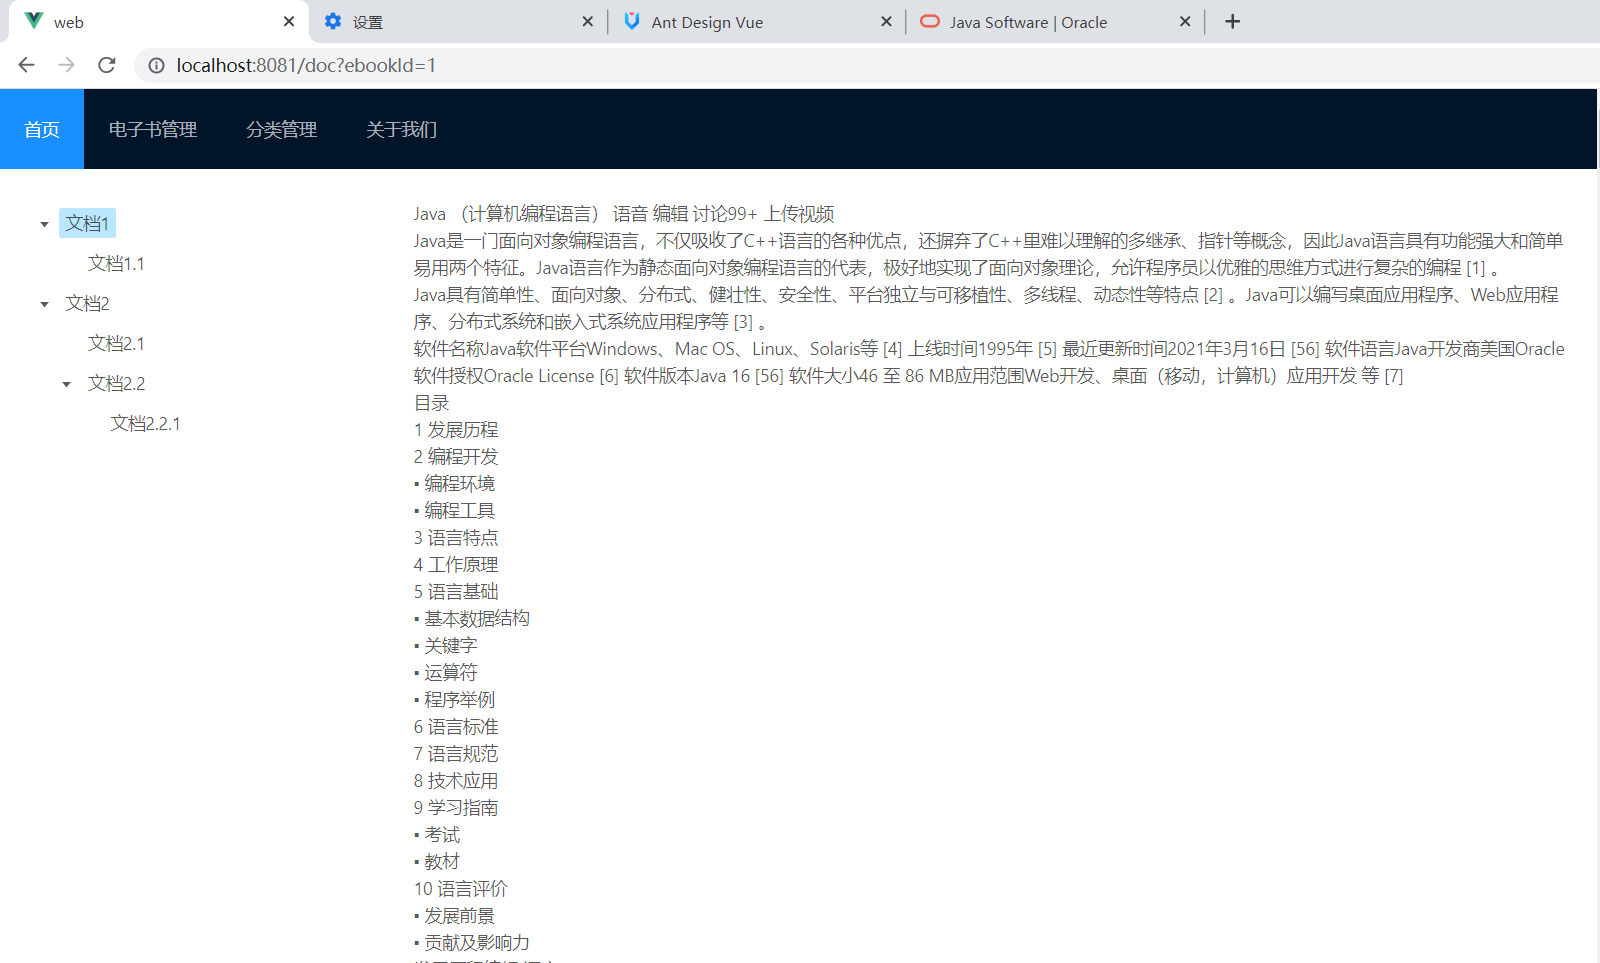 web
设置
Ant Design Vue
Java Software | Oracle
localhost:8081/doc?ebookId=1
首页 电子书管理 分类管理 关于我们
文档1
文档1.1
文档2
文档2.1
文档2.2
文档2.2.1
Java （计算机编程语言） 语音 编辑 讨论99+ 上传视频
Java是一门面向对象编程语言，不仅吸收了C++语言的各种优点，还摒弃了C++里难以理解的多继承、指针等概念，因此Java语言具有功能强大和简单
易用两个特征。Java语言作为静态面向对象编程语言的代表，极好地实现了面向对象理论，允许程序员以优雅的思维方式进行复杂的编程 [1] 。
Java具有简单性、面向对象、分布式、健壮性、安全性、平台独立与可移植性、多线程、动态性等特点 [2] 。Java可以编写桌面应用程序、Web应用程
序、分布式系统和嵌入式系统应用程序等 [3] 。
软件名称Java软件平台Windows、Mac OS、Linux、Solaris等 [4] 上线时间1995年 [5] 最近更新时间2021年3月16日 [56] 软件语言Java开发商美国Oracle
软件授权Oracle License [6] 软件版本Java 16 [56] 软件大小46 至 86 MB应用范围Web开发、桌面（移动，计算机）应用开发 等 [7]
目录
1 发展历程
2 编程开发
▪ 编程环境
▪ 编程工具
3 语言特点
4 工作原理
5 语言基础
▪ 基本数据结构
▪ 关键字
▪ 运算符
▪ 程序举例
6 语言标准
7 语言规范
8 技术应用
9 学习指南
▪ 考试
▪ 教材
10 语言评价
▪ 发展前景
▪ 贡献及影响力